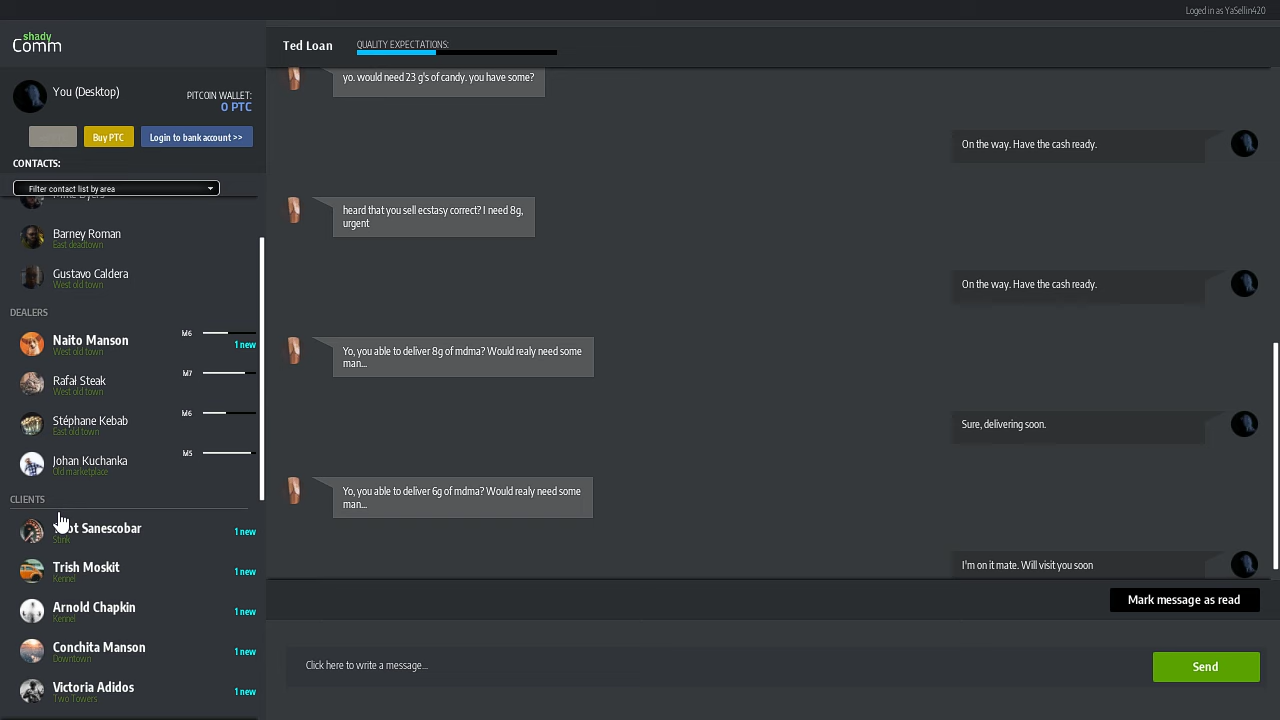 Loged in as YaSellin420
shady
Comm
You (Desktop)
PITCOIN WALLET:
0 PTC
Buy PTC
Login to bank account >>
CONTACTS:
Filter contact list by area
Barney Roman
East deadtown
Gustavo Caldera
West old town
DEALERS
Naito Manson
West old town
M6
1 new
Rafal Steak
West old town
M7
Stéphane Kebab
East old town
M6
Johan Kuchanka
Old marketplace
M5
CLIENTS
Sanescobar
Stink
1 new
Trish Moskit
Kennel
1 new
Arnold Chapkin
Kennel
1 new
Conchita Manson
Downtown
1 new
Victoria Adidos
Two Towers
1 new
Ted Loan
QUALITY EXPECTATIONS:
yo. would need 23 g's of candy. you have some?
On the way. Have the cash ready.
heard that you sell ecstasy correct? I need 8g,
urgent
On the way. Have the cash ready.
Yo, you able to deliver 8g of mdma? Would realy need some
man...
Sure, delivering soon.
Yo, you able to deliver 6g of mdma? Would realy need some
man...
I'm on it mate. Will visit you soon
Mark message as read
Click here to write a message...
Send